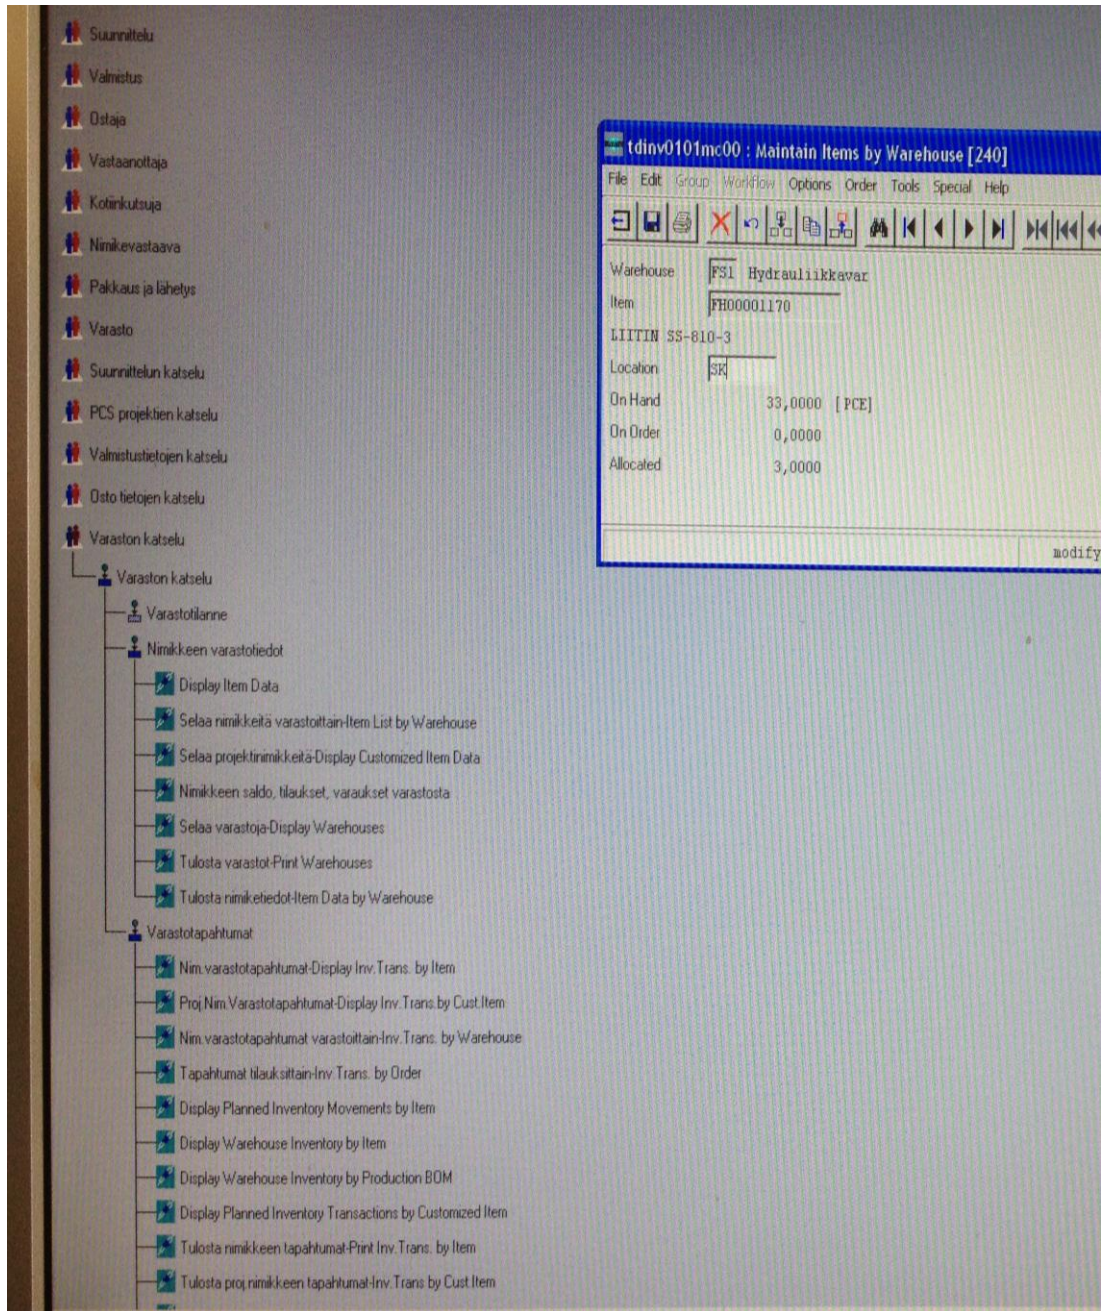 Suunnittelu
Valmistus
Ostaja
Vastaanottaja
Kotiinkutsuja
Nimikevastaava
Pakkaus ja lähetys
Varasto
Suunnittelun katselu
PCS projektien katselu
Valmistustietojen katselu
Osto tietojen katselu
Varaston katselu
Varaston katselu
Varastotilanne
Nimikkeen varastotiedot
Display Item Data
Selaa nimikkeitä varastoittain-Item List by Warehouse
Selaa projektinimikkeitä-Display Customized Item Data
Nimikkeen saldo, tilaukset, varaukset varastosta
Selaa varastoja-Display Warehouses
Tulosta varastot-Print Warehouses
Tulosta nimiketiedot-Item Data by Warehouse
Varastotapahtumat
Nim.varastotapahtumat-Display Inv.Trans. by Item
Proj.Nim.Varastotapahtumat-Display Inv.Trans.by Cust.Item
Nim.varastotapahtumat varastoittain-Inv.Trans. by Warehouse
Tapahtumat tilauksittain-Inv.Trans. by Order
Display Planned Inventory Movements by Item
Display Warehouse Inventory by Item
Display Warehouse Inventory by Production BOM
Display Planned Inventory Transactions by Customized Item
Tulosta nimikkeen tapahtumat-Print Inv.Trans. by Item
Tulosta proj.nimikkeen tapahtumat-Inv.Trans by Cust.Item
tdinv0101mc00 : Maintain Items by Warehouse [240]
File Edit Group Workflow Options Order Tools Special Help
Warehouse FS1 Hydrauliikkavar
Item FH00001170
LIITIN SS-810-3
Location SK
On Hand 33,0000 [PCE]
On Order 0,0000
Allocated 3,0000
modify